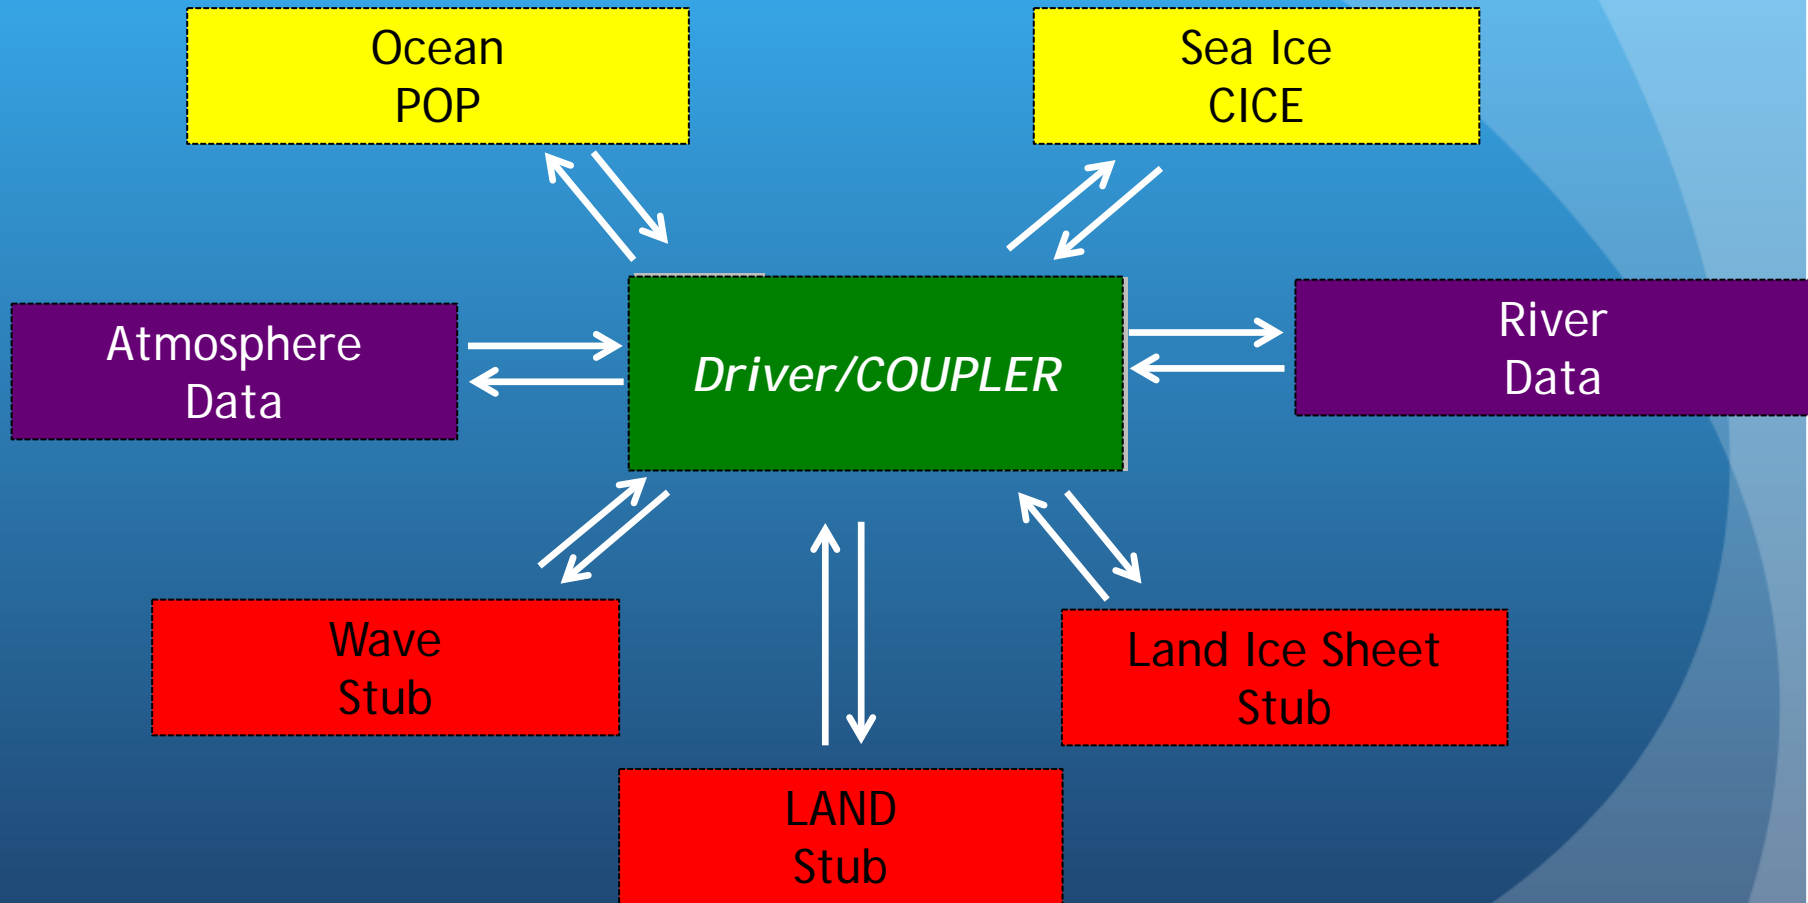 Ocean
POP
Sea Ice
CICE
Atmosphere
Data
Driver/COUPLER
River
Data
Wave
Stub
Land Ice Sheet
Stub
LAND
Stub